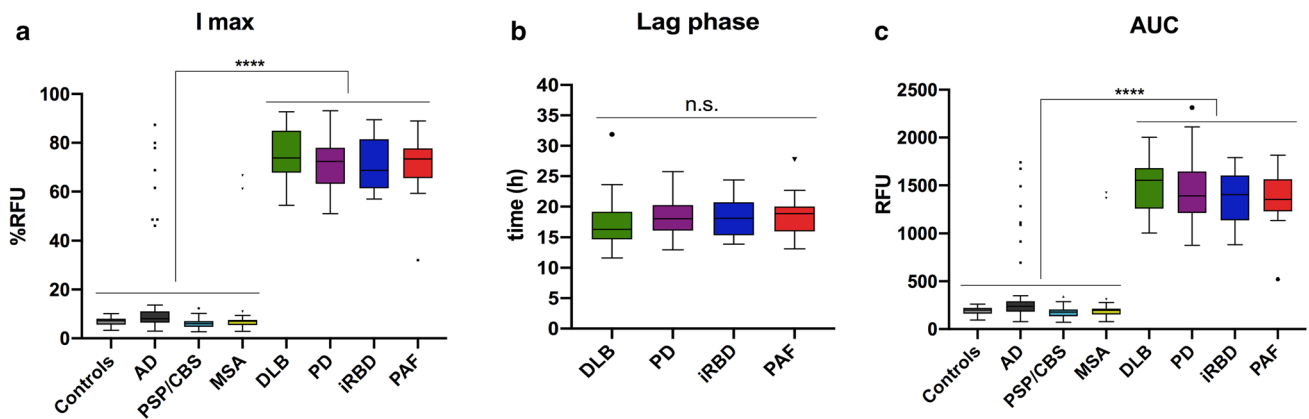 a
I max
****
%RFU
100
80
60
40
20
0
Controls
AD
PSP/CBS
MSA
DLB
PD
iRBD
PAF
b
Lag phase
n.s.
time (h)
40
35
30
25
20
15
10
5
0
DLB
PD
iRBD
PAF
c
AUC
****
RFU
2500
2000
1500
1000
500
0
Controls
AD
PSP/CBS
MSA
DLB
PD
iRBD
PAF